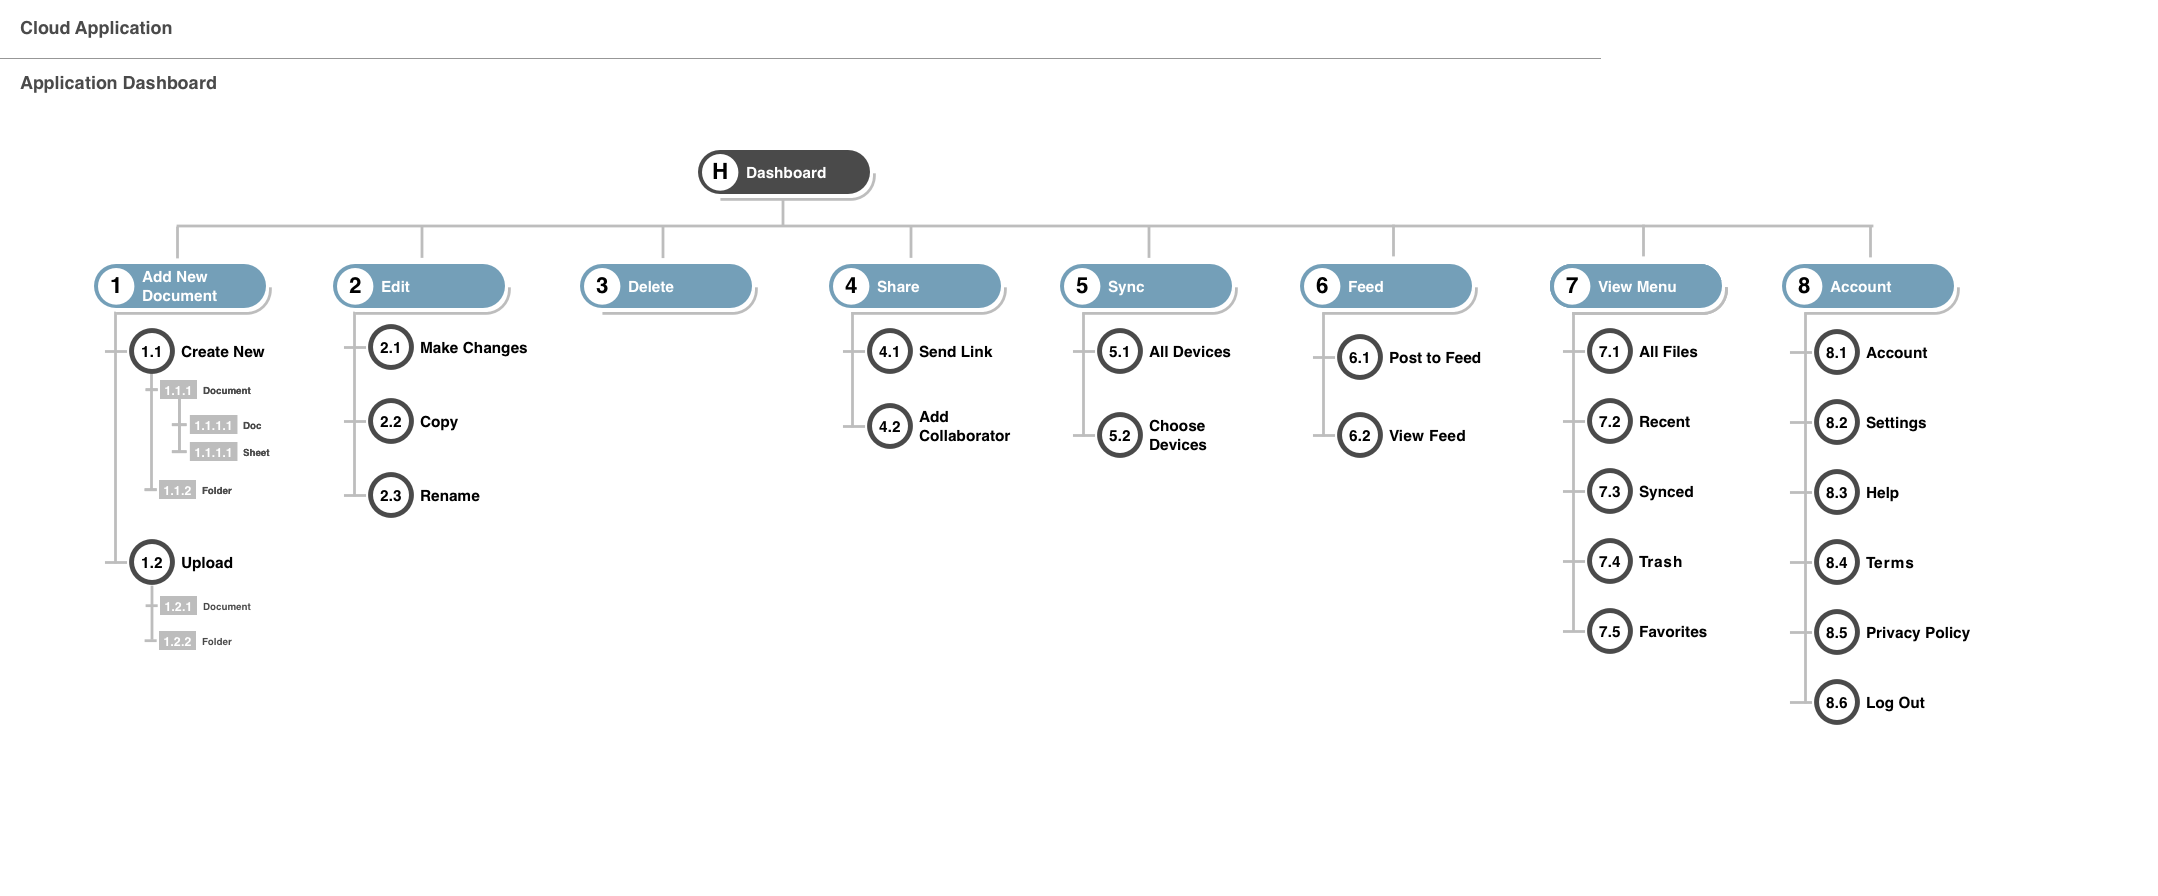 Cloud Application
Application Dashboard
H Dashboard
1 Add New
Document
1.1 Create New
1.1.1 Document
1.1.1.1 Doc
1.1.1.1 Sheet
1.1.2 Folder
1.2 Upload
1.2.1 Document
1.2.2 Folder
2 Edit
2.1 Make Changes
2.2 Copy
2.3 Rename
3 Delete
4 Share
4.1 Send Link
4.2 Add
Collaborator
5 Sync
5.1 All Devices
5.2 Choose
Devices
6 Feed
6.1 Post to Feed
6.2 View Feed
7 View Menu
7.1 All Files
7.2 Recent
7.3 Synced
7.4 Trash
7.5 Favorites
8 Account
8.1 Account
8.2 Settings
8.3 Help
8.4 Terms
8.5 Privacy Policy
8.6 Log Out